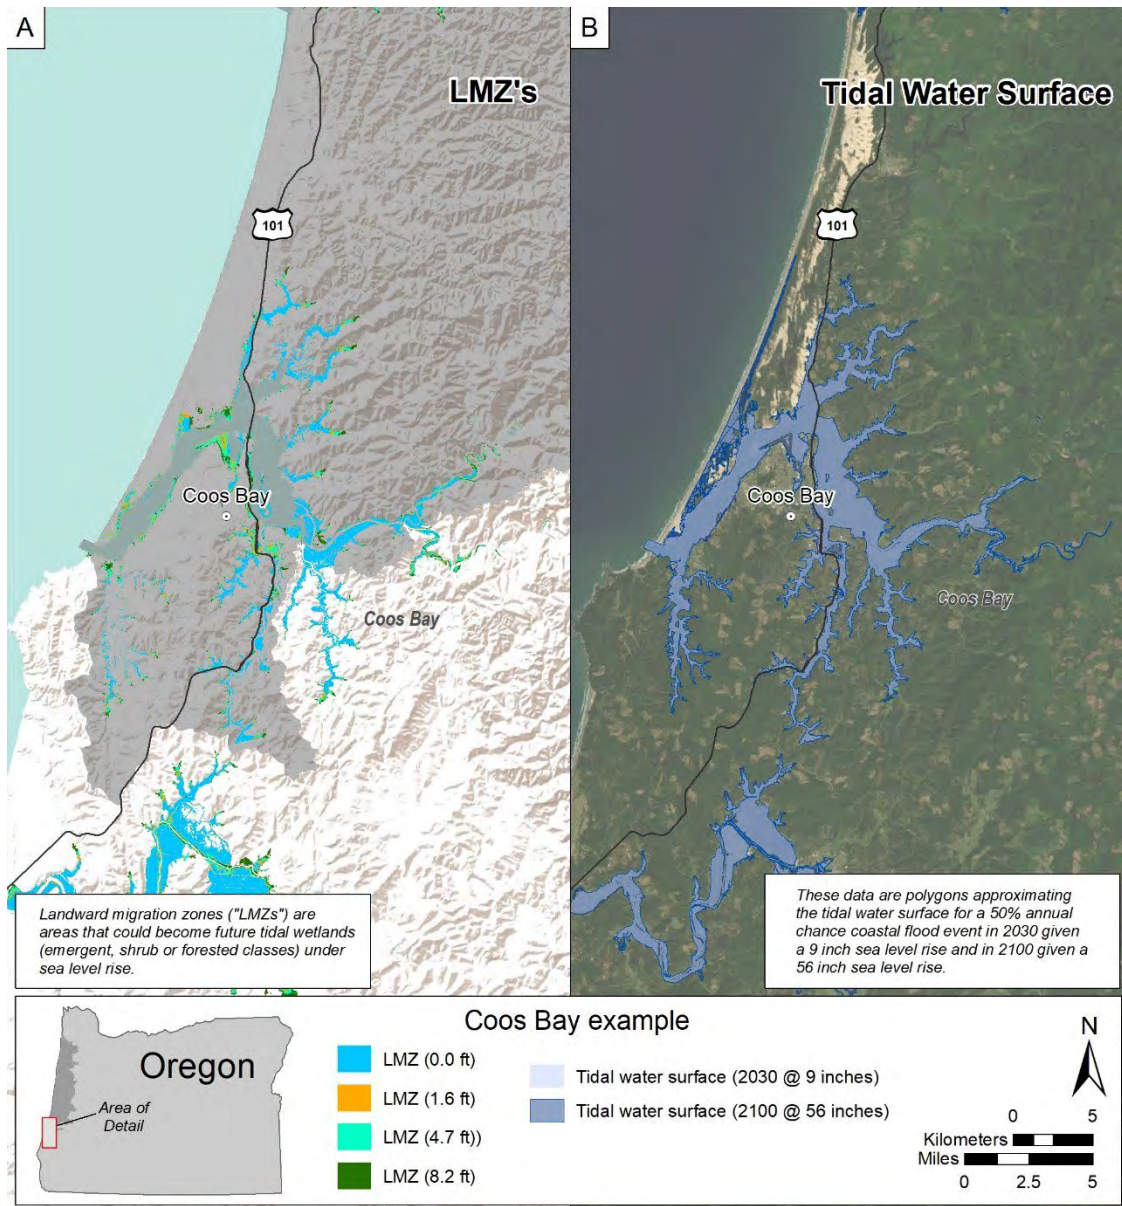 A
LMZ's
101
Coos Bay
Coos Bay
Landward migration zones ("LMZs") are
areas that could become future tidal wetlands
(emergent, shrub or forested classes) under
sea level rise.
B
Tidal Water Surface
101
Coos Bay
Coos Bay
These data are polygons approximating
the tidal water surface for a 50% annual
chance coastal flood event in 2030 given
a 9 inch sea level rise and in 2100 given a
56 inch sea level rise.
Coos Bay example
Oregon
Area of
Detail
LMZ (0.0 ft)
LMZ (1.6 ft)
LMZ (4.7 ft))
LMZ (8.2 ft)
Tidal water surface (2030 @ 9 inches)
Tidal water surface (2100 @ 56 inches)
N
0 5
Kilometers
Miles
0 2.5 5